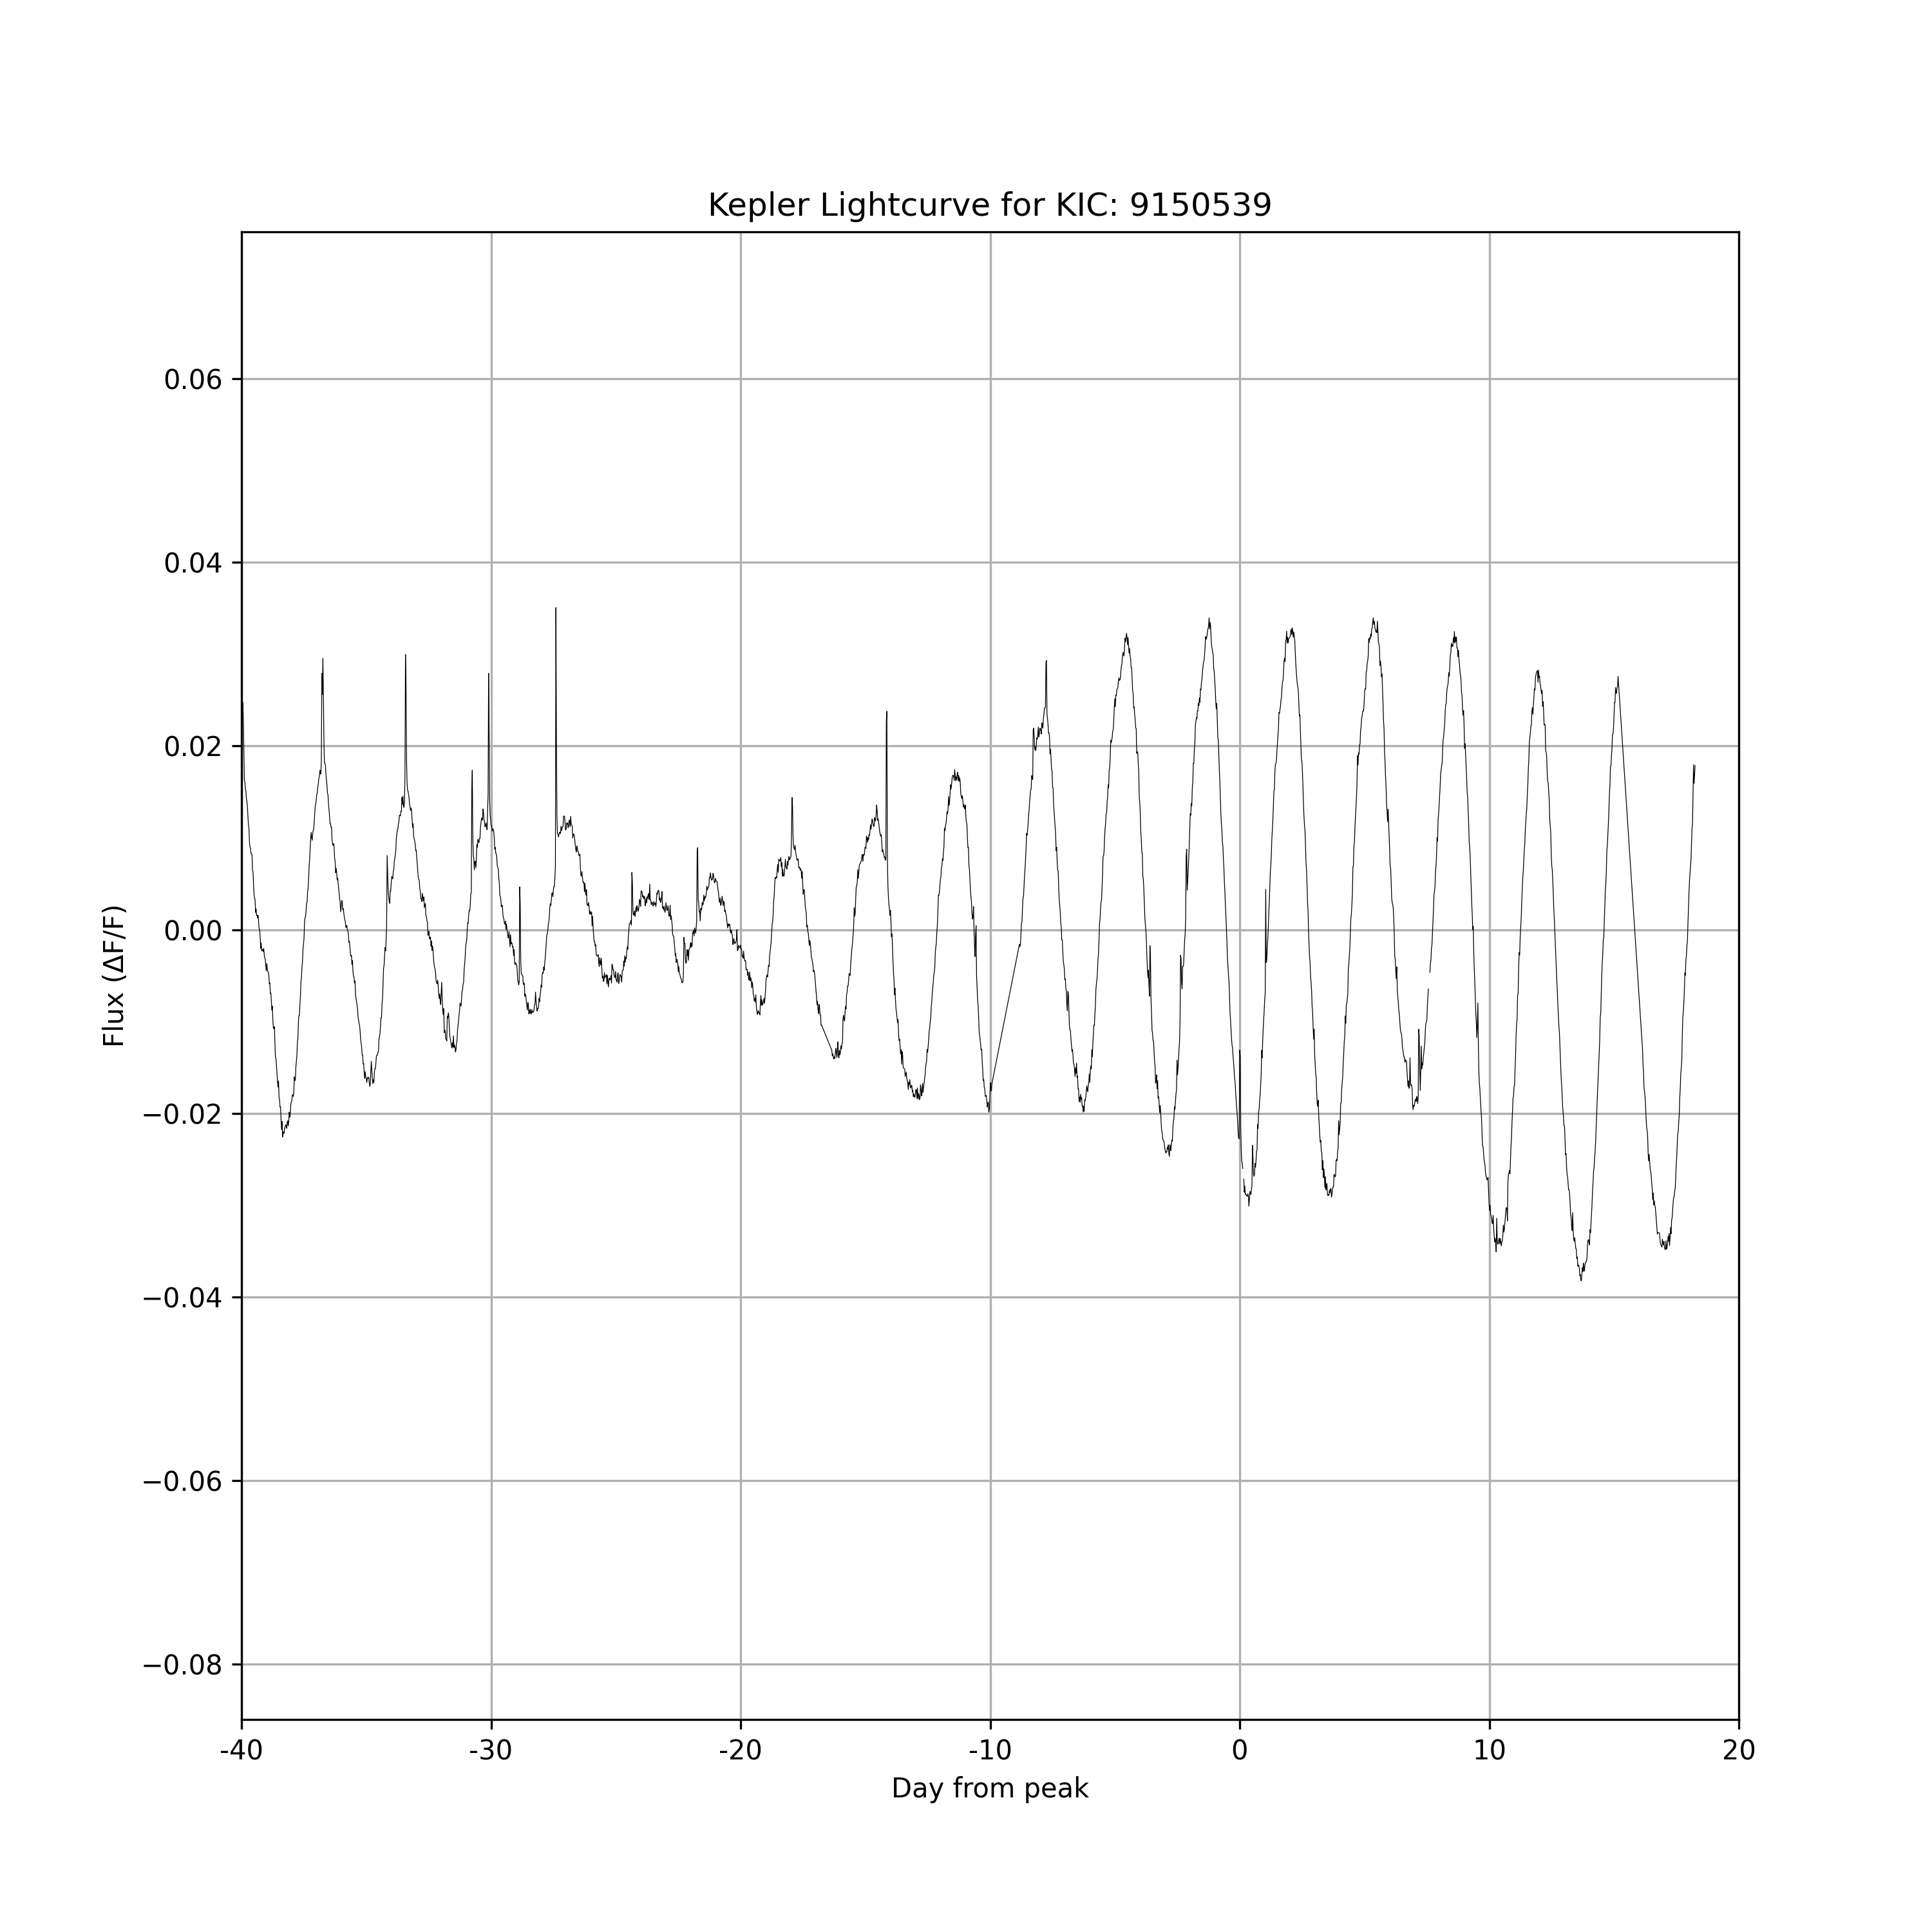 Kepler Lightcurve for KIC: 9150539
Flux (ΔF/F)
0.06
0.04
0.02
0.00
−0.02
−0.04
−0.06
−0.08
-40 -30 -20 -10 0 10 20
Day from peak